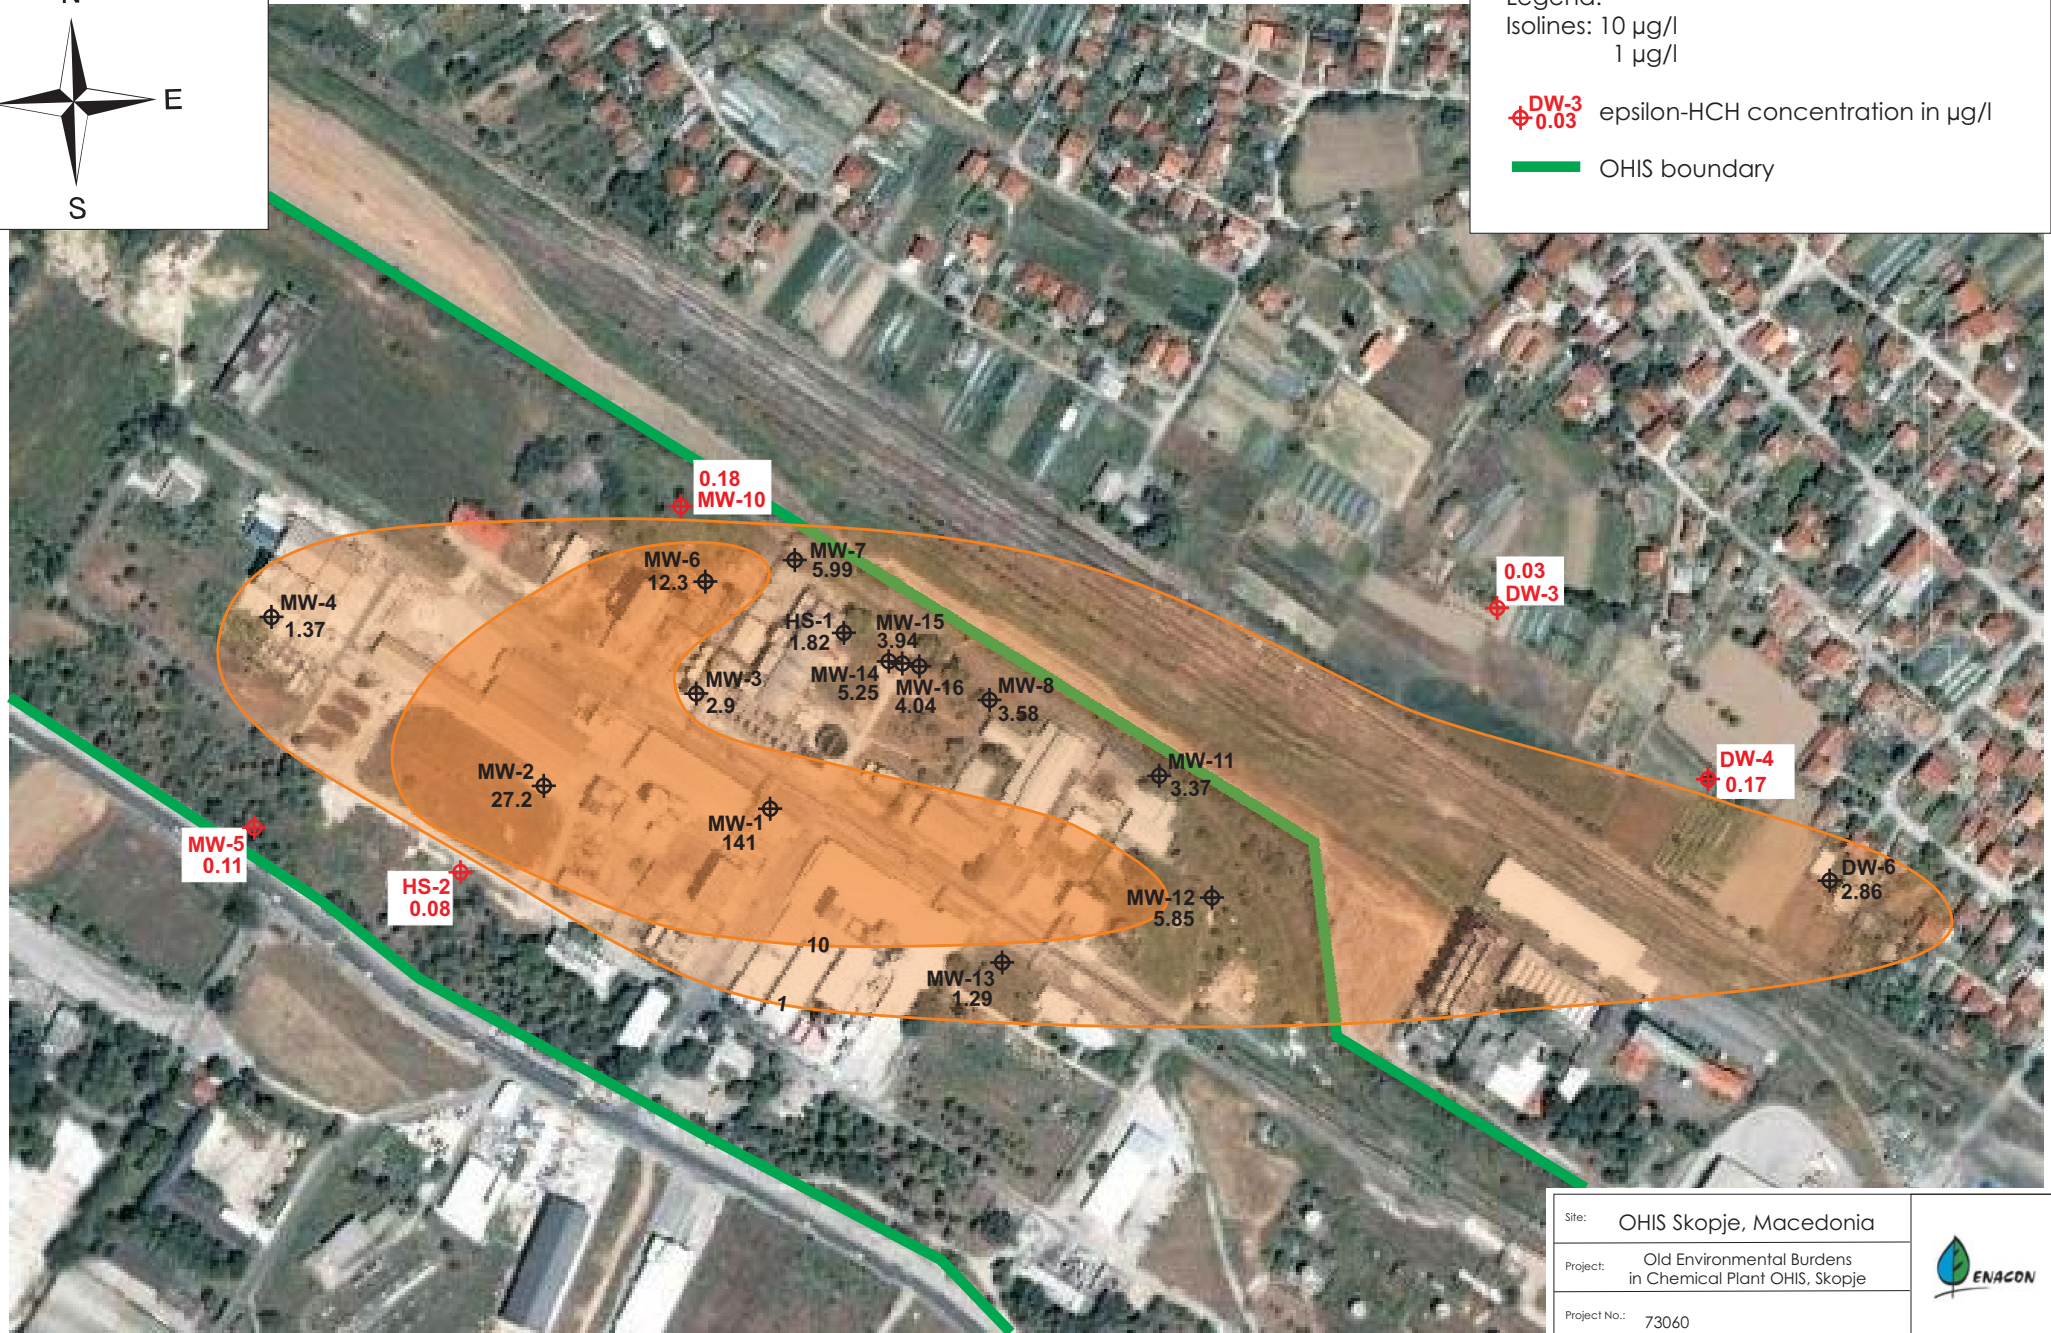 E
S
Legend:
Isolines: 10 µg/l
1 µg/l
DW-3
0.03
epsilon-HCH concentration in µg/l
OHIS boundary
0.18
MW-10
MW-7
5.99
MW-6
12.3
MW-4
1.37
HS-1
1.82
MW-15
3.94
MW-14
5.25
MW-16
4.04
MW-3
2.9
MW-8
3.58
0.03
DW-3
MW-11
3.37
DW-4
0.17
MW-2
27.2
MW-1
141
MW-5
0.11
HS-2
0.08
MW-12
5.85
DW-6
2.86
10
MW-13
1.29
1
Site: OHIS Skopje, Macedonia
Project: Old Environmental Burdens
in Chemical Plant OHIS, Skopje
Project No.: 73060
ENACON